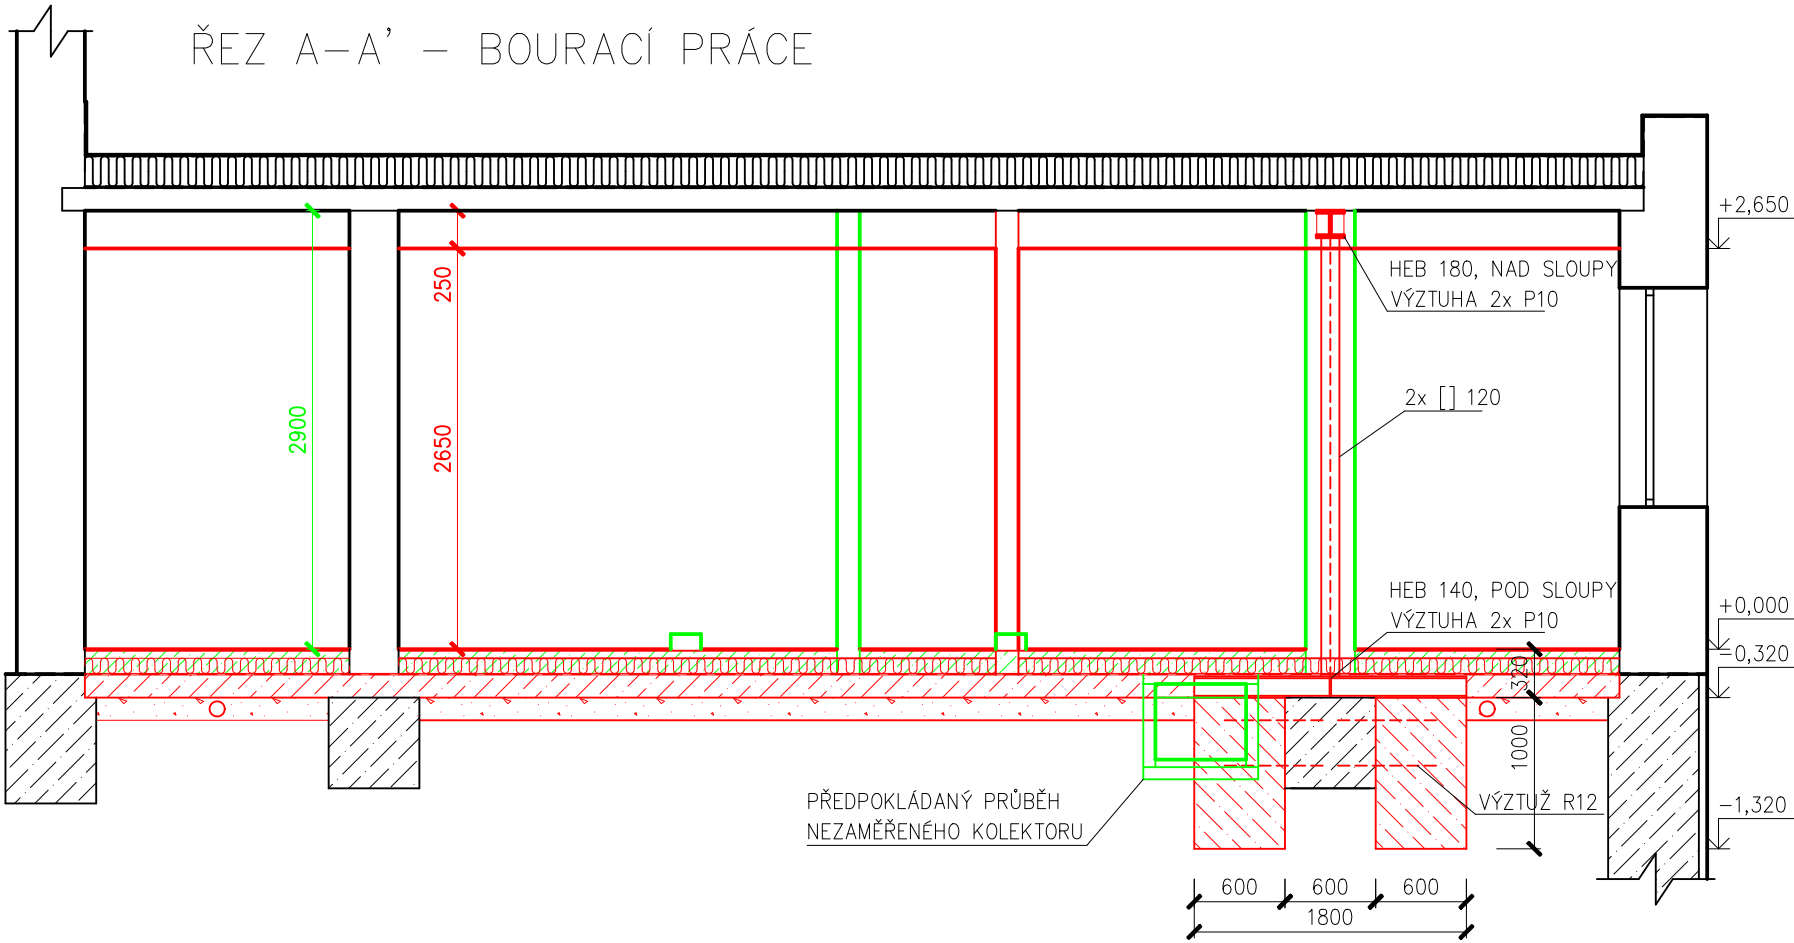 ŘEZ A-A' - BOURACÍ PRÁCE
+2,650
HEB 180, NAD SLOUPY
VÝZTUHA 2x P10
250
2900
2650
2x [] 120
HEB 140, POD SLOUPY
VÝZTUHA 2x P10
+0,000
-0,320
320
1000
PŘEDPOKLÁDANÝ PRŮBĚH
NEZAMĚŘENÉHO KOLEKTORU
VÝZTUŽ R12
-1,320
600 600 600
1800